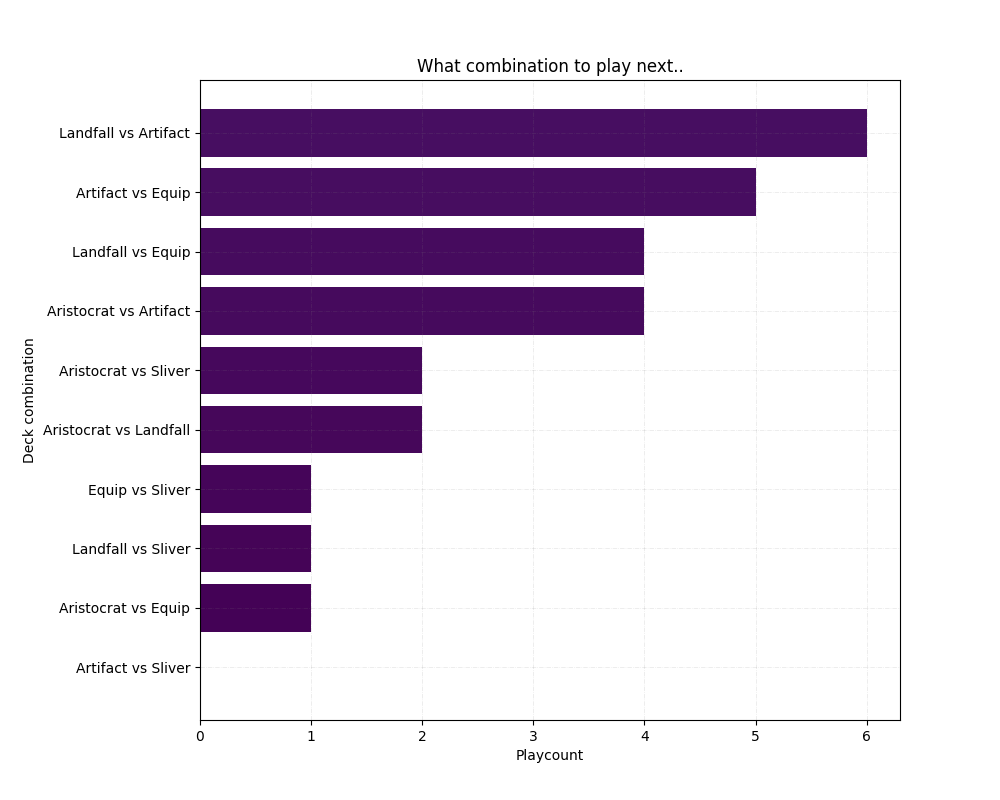 What combination to play next..
Landfall vs Artifact
Artifact vs Equip
Landfall vs Equip
Aristocrat vs Artifact
Aristocrat vs Sliver
Aristocrat vs Landfall
Equip vs Sliver
Landfall vs Sliver
Aristocrat vs Equip
Artifact vs Sliver
Deck combination
0 1 2 3 4 5 6
Playcount